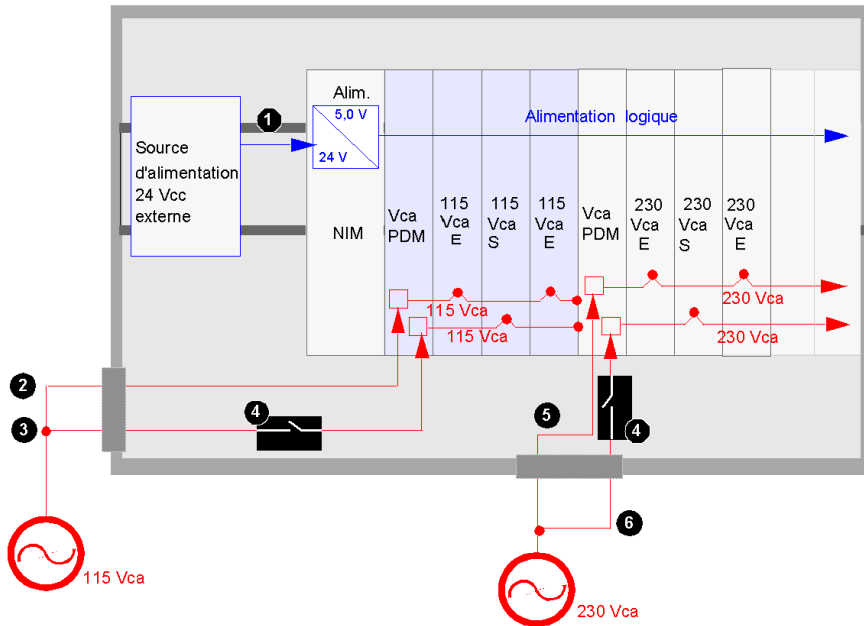 Alim.
5,0 V
24 V
1
Alimentation logique
Source
d'alimentation
24 Vcc
externe
NIM
Vca
PDM
115
Vca
E
115
Vca
S
115
Vca
E
Vca
PDM
230
Vca
E
230
Vca
S
230
Vca
E
115 Vca
115 Vca
230 Vca
230 Vca
2
3
4
5
4
6
115 Vca
230 Vca